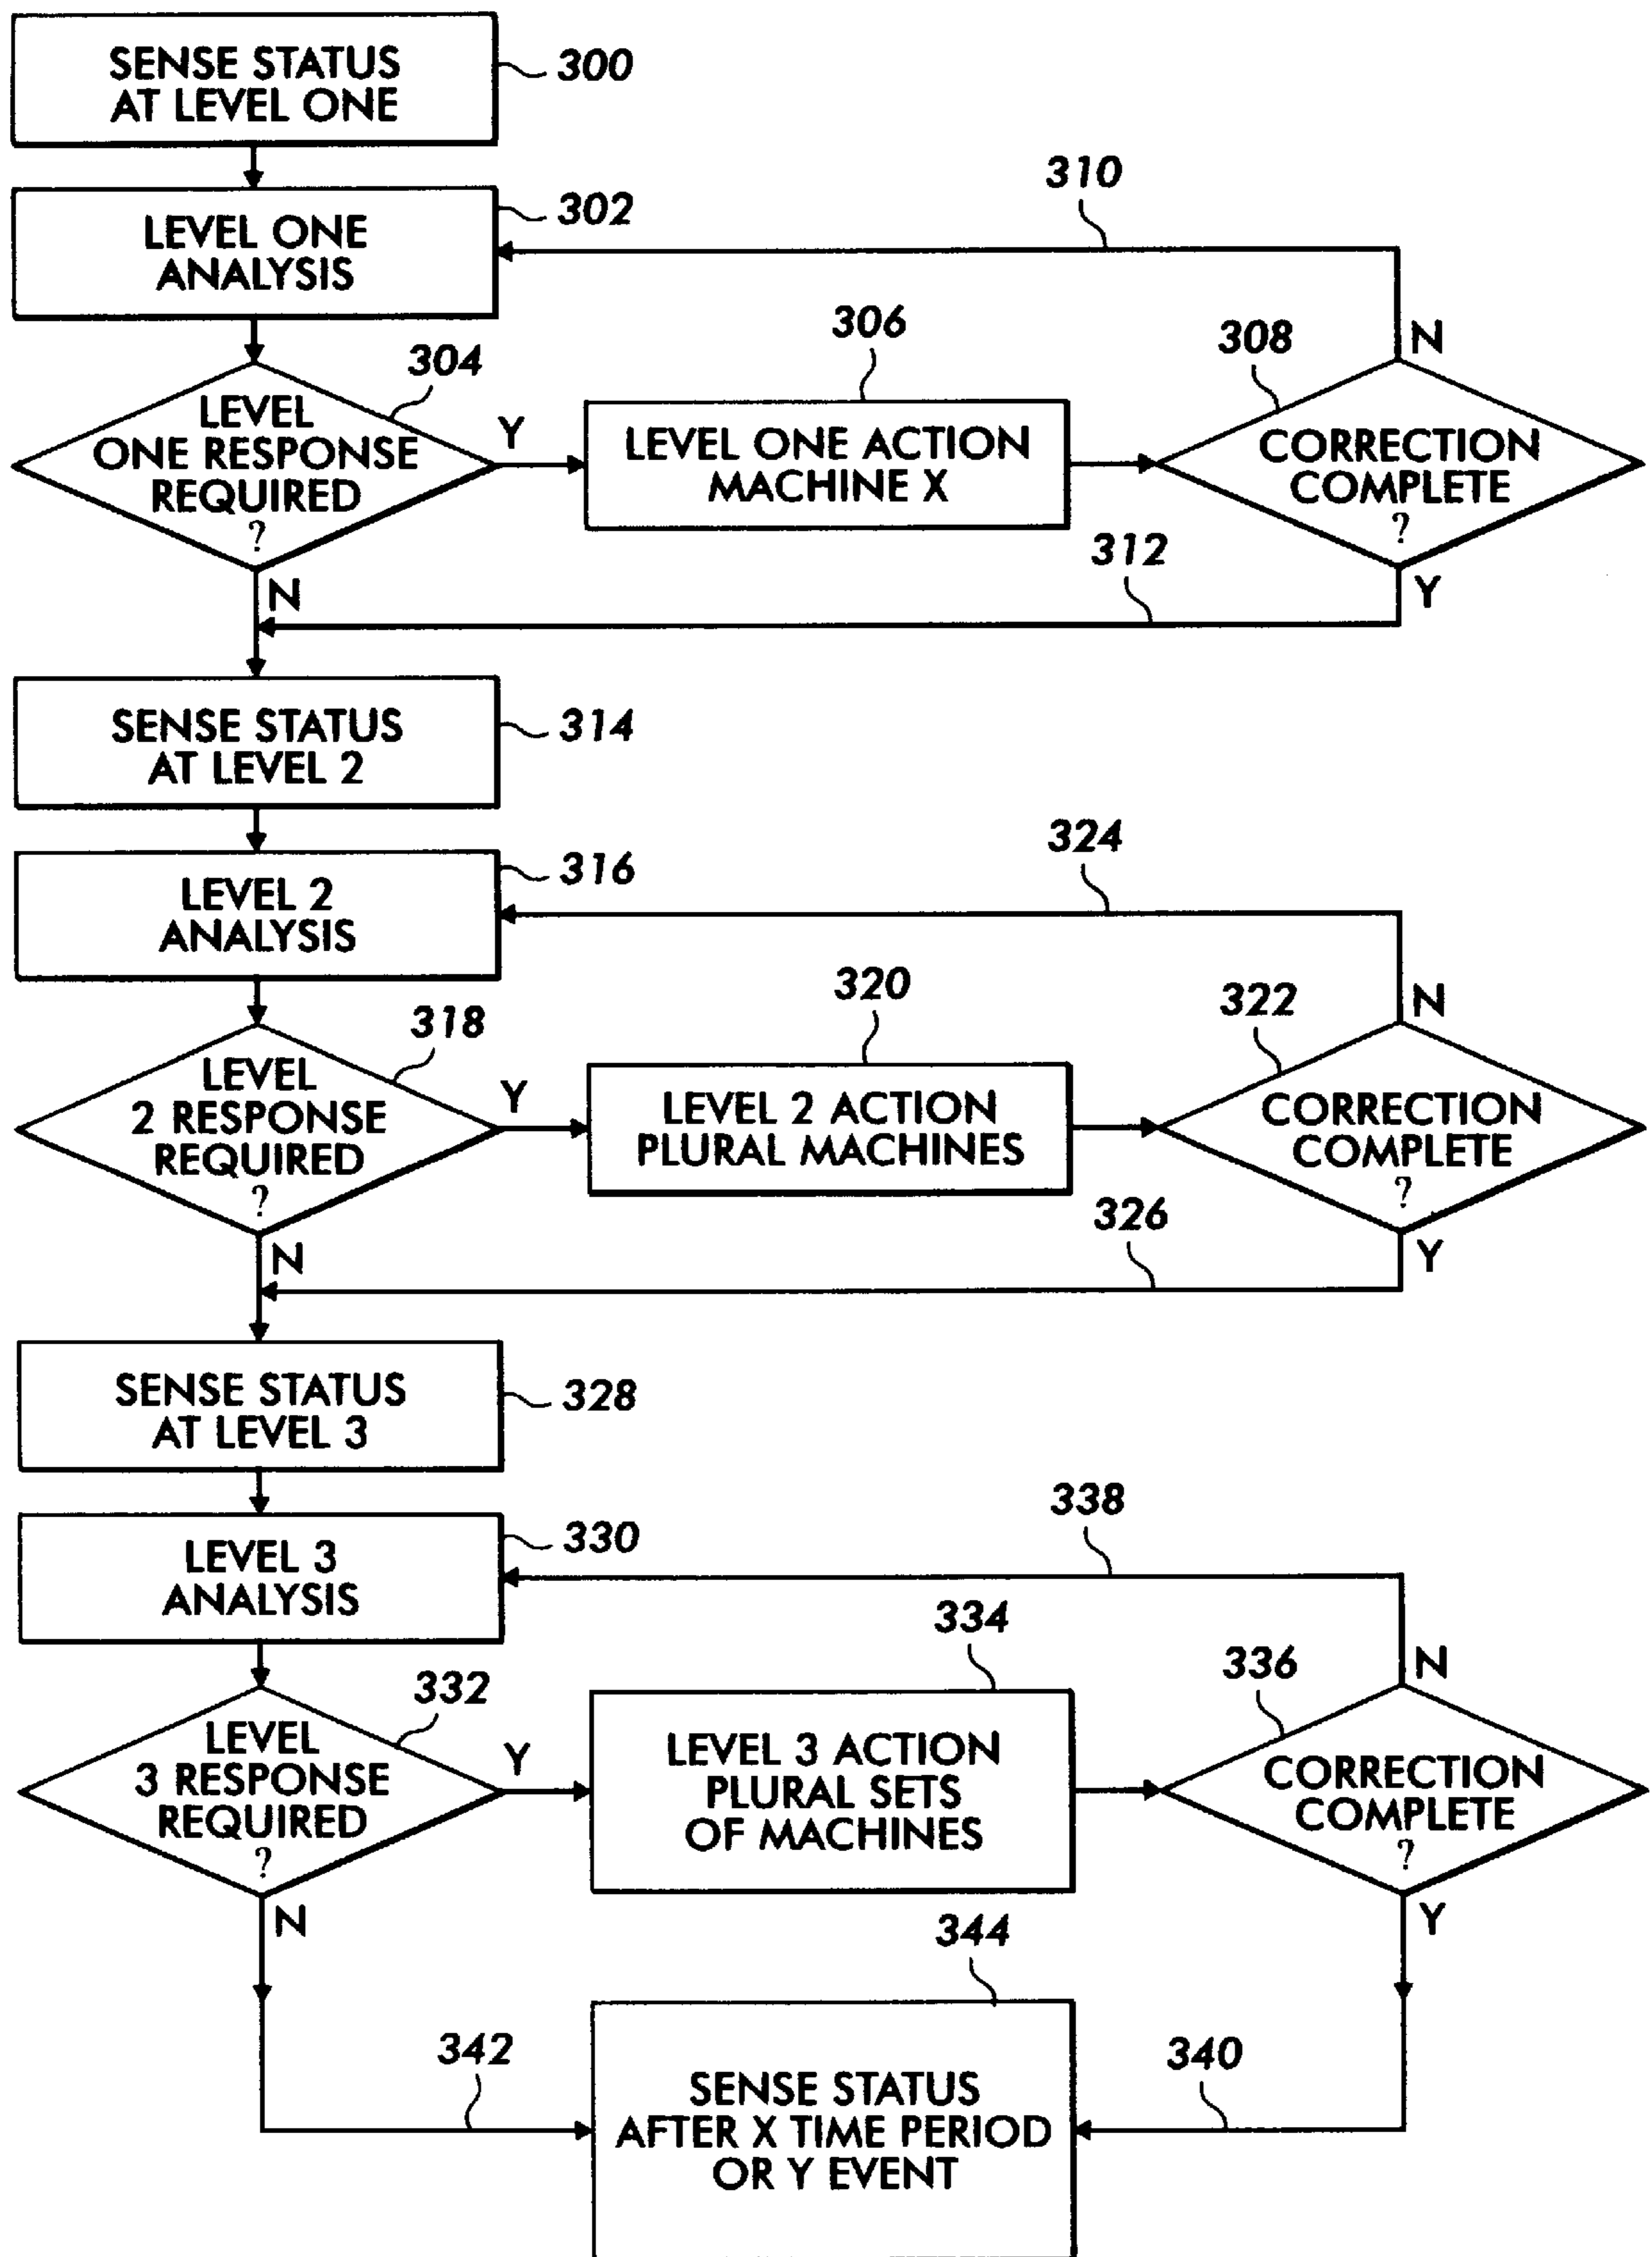 SENSE STATUS
AT LEVEL ONE
300
LEVEL ONE
ANALYSIS
302
310
LEVEL
ONE RESPONSE
REQUIRED
?
304
Y
N
306
LEVEL ONE ACTION
MACHINE X
308
CORRECTION
COMPLETE
?
N
Y
312
SENSE STATUS
AT LEVEL 2
314
LEVEL 2
ANALYSIS
316
324
LEVEL
2 RESPONSE
REQUIRED
?
318
Y
N
320
LEVEL 2 ACTION
PLURAL MACHINES
322
CORRECTION
COMPLETE
?
N
Y
326
SENSE STATUS
AT LEVEL 3
328
LEVEL 3
ANALYSIS
330
338
LEVEL
3 RESPONSE
REQUIRED
?
332
Y
N
334
LEVEL 3 ACTION
PLURAL SETS
OF MACHINES
336
CORRECTION
COMPLETE
?
N
Y
344
342
SENSE STATUS
AFTER X TIME PERIOD
OR Y EVENT
340